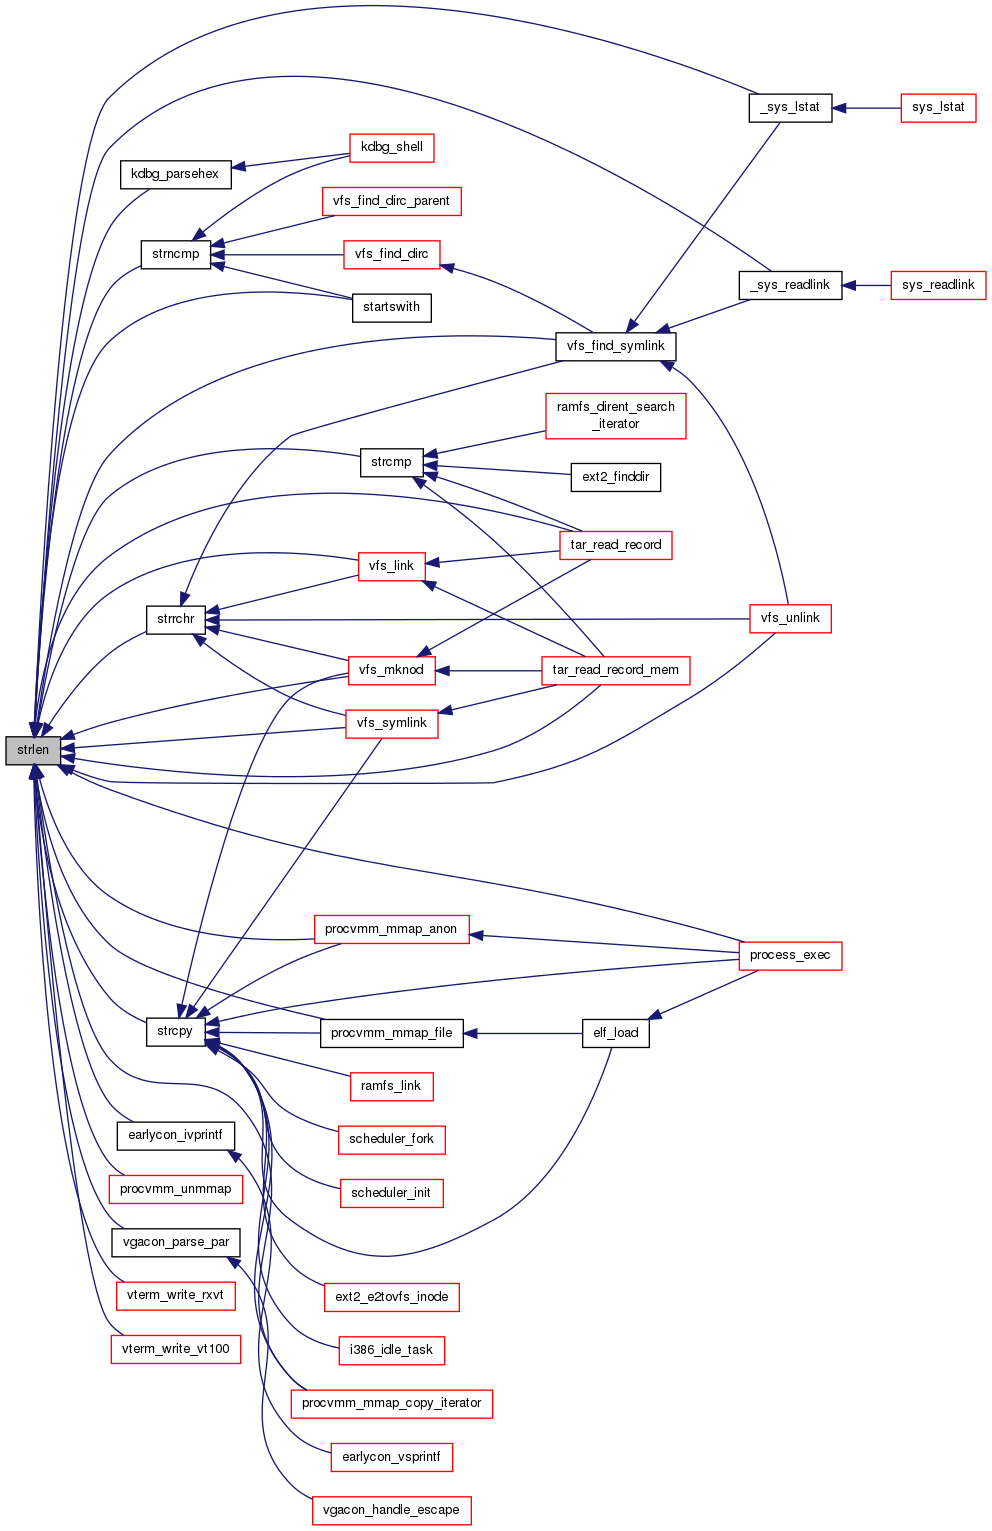 _sys_lstat
sys_lstat
kdbg_shell
kdbg_parsehex
vfs_find_dirc_parent
strncmp
vfs_find_dirc
_sys_readlink
sys_readlink
startswith
vfs_find_symlink
ramfs_dirent_search
_iterator
strcmp
ext2_finddir
tar_read_record
vfs_link
strrchr
vfs_unlink
vfs_mknod
tar_read_record_mem
vfs_symlink
strlen
procvmm_mmap_anon
process_exec
strcpy
procvmm_mmap_file
elf_load
ramfs_link
earlycon_ivprintf
scheduler_fork
procvmm_unmmap
scheduler_init
vgacon_parse_par
vterm_write_rxvt
ext2_e2tovfs_inode
vterm_write_vt100
i386_idle_task
procvmm_mmap_copy_iterator
earlycon_vsprintf
vgacon_handle_escape